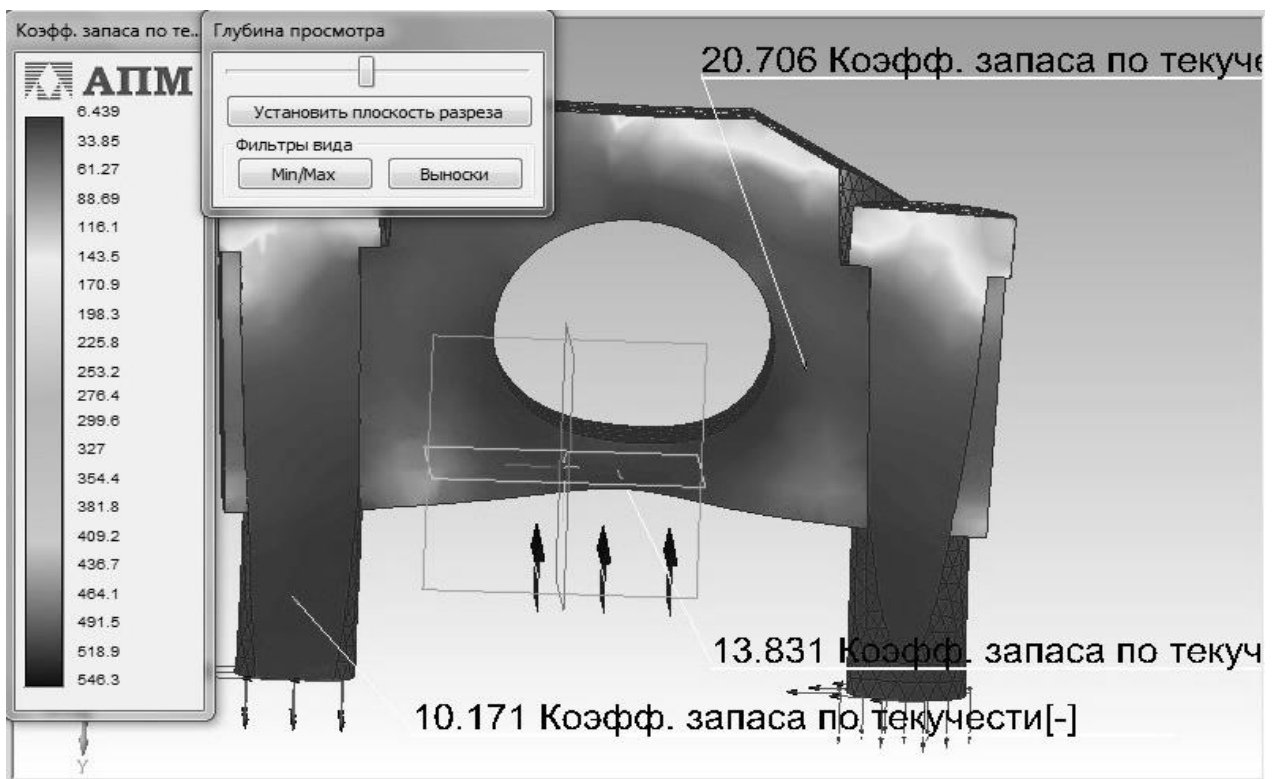 Коэфф. запаса по те..
АПМ
6.439
33.85
61.27
88.69
116.1
143.5
170.9
198.3
225.8
253.2
276.4
299.6
327
354.4
381.8
409.2
436.7
464.1
491.5
518.9
546.3
Глубина просмотра
Установить плоскость разреза
Фильтры вида
Min/Max
Выноски
20.706 Коэфф. запаса по текуче
13.831 Коэфф. запаса по текуч
10.171 Коэфф. запаса по текучести[-]
Y